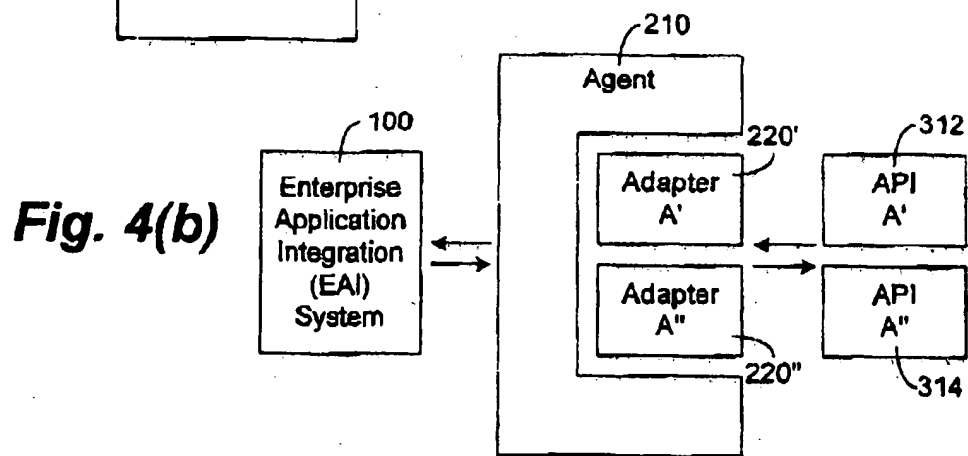 210
Agent
100
Enterprise
Application
Integration
(EAI)
System
220'
Adapter
A'
312
API
A'
Fig. 4(b)
Adapter
A"
220"
API
A"
314